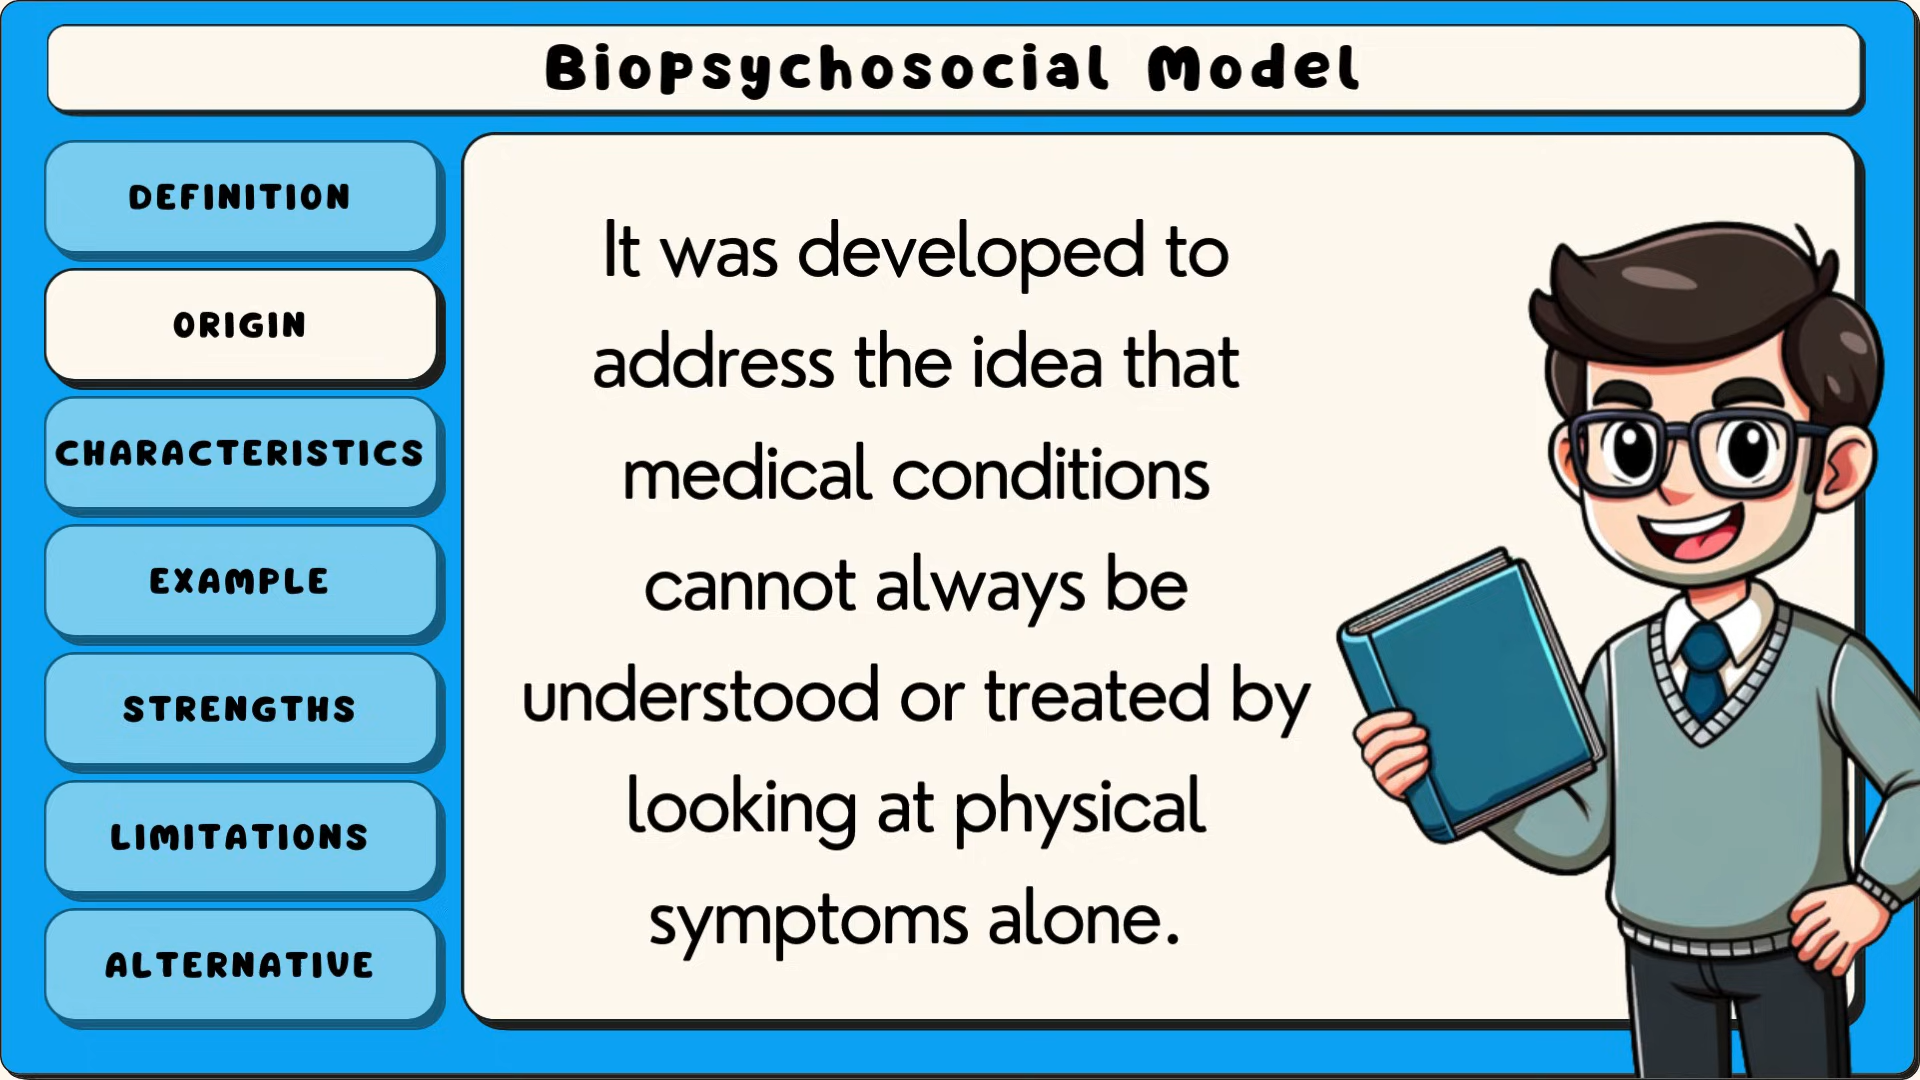 Biopsychosocial Model
DEFINITION
ORIGIN
CHARACTERISTICS
EXAMPLE
STRENGTHS
LIMITATIONS
ALTERNATIVE
It was developed to
address the idea that
medical conditions
cannot always be
understood or treated by
looking at physical
symptoms alone.